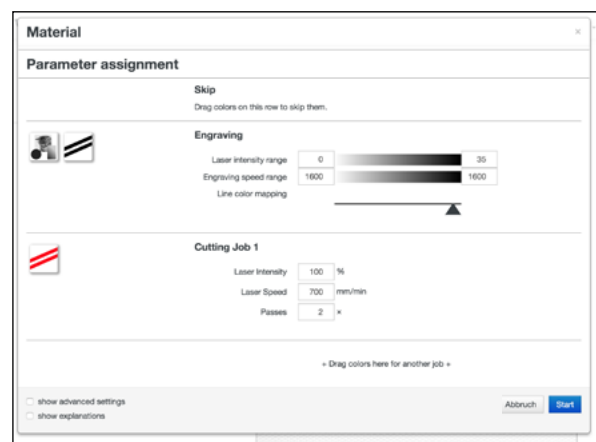 Material
×
Parameter assignment
Skip
Drag colors on this row to skip them.
Engraving
Laser intensity range 0 35
Engraving speed range 1600 1600
Line color mapping
Cutting Job 1
Laser Intensity 100 %
Laser Speed 700 mm/min
Passes 2 ×
+ Drag colors here for another job +
show advanced settings
show explanations
Abbruch Start